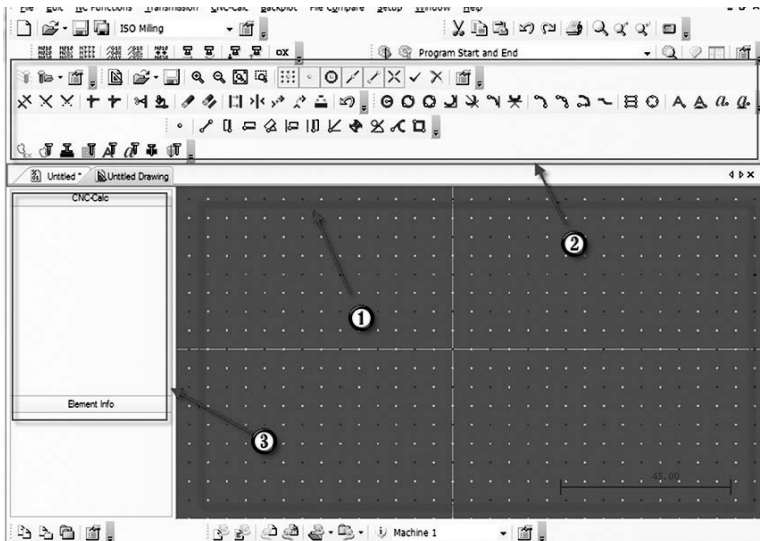 File Edit NC Functions Transmission CNC-Calc Backplot File Compare Setup Window Help
ISO Milling
Program Start and End
Untitled * Untitled Drawing
CNC-Calc
Element Info
1
2
3
45.00
Machine 1